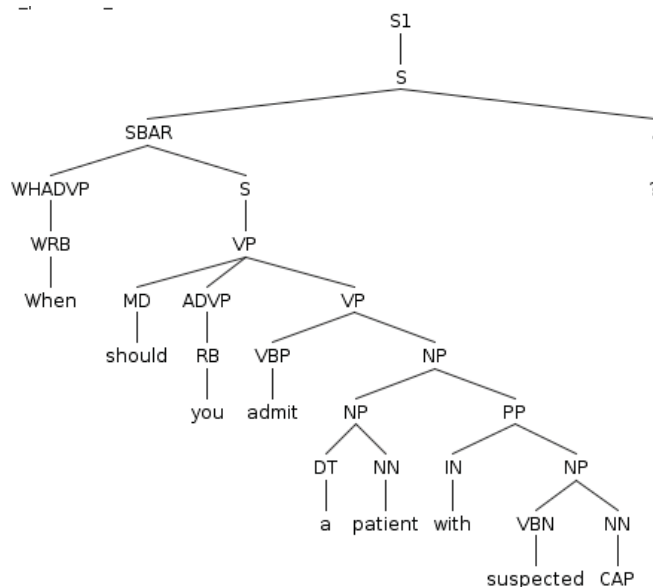 S1
S
SBAR
WHADVP S ?
WRB VP
When MD ADVP VP
should RB VBP NP
you admit NP PP
DT NN IN NP
a patient with VBN NN
suspected CAP